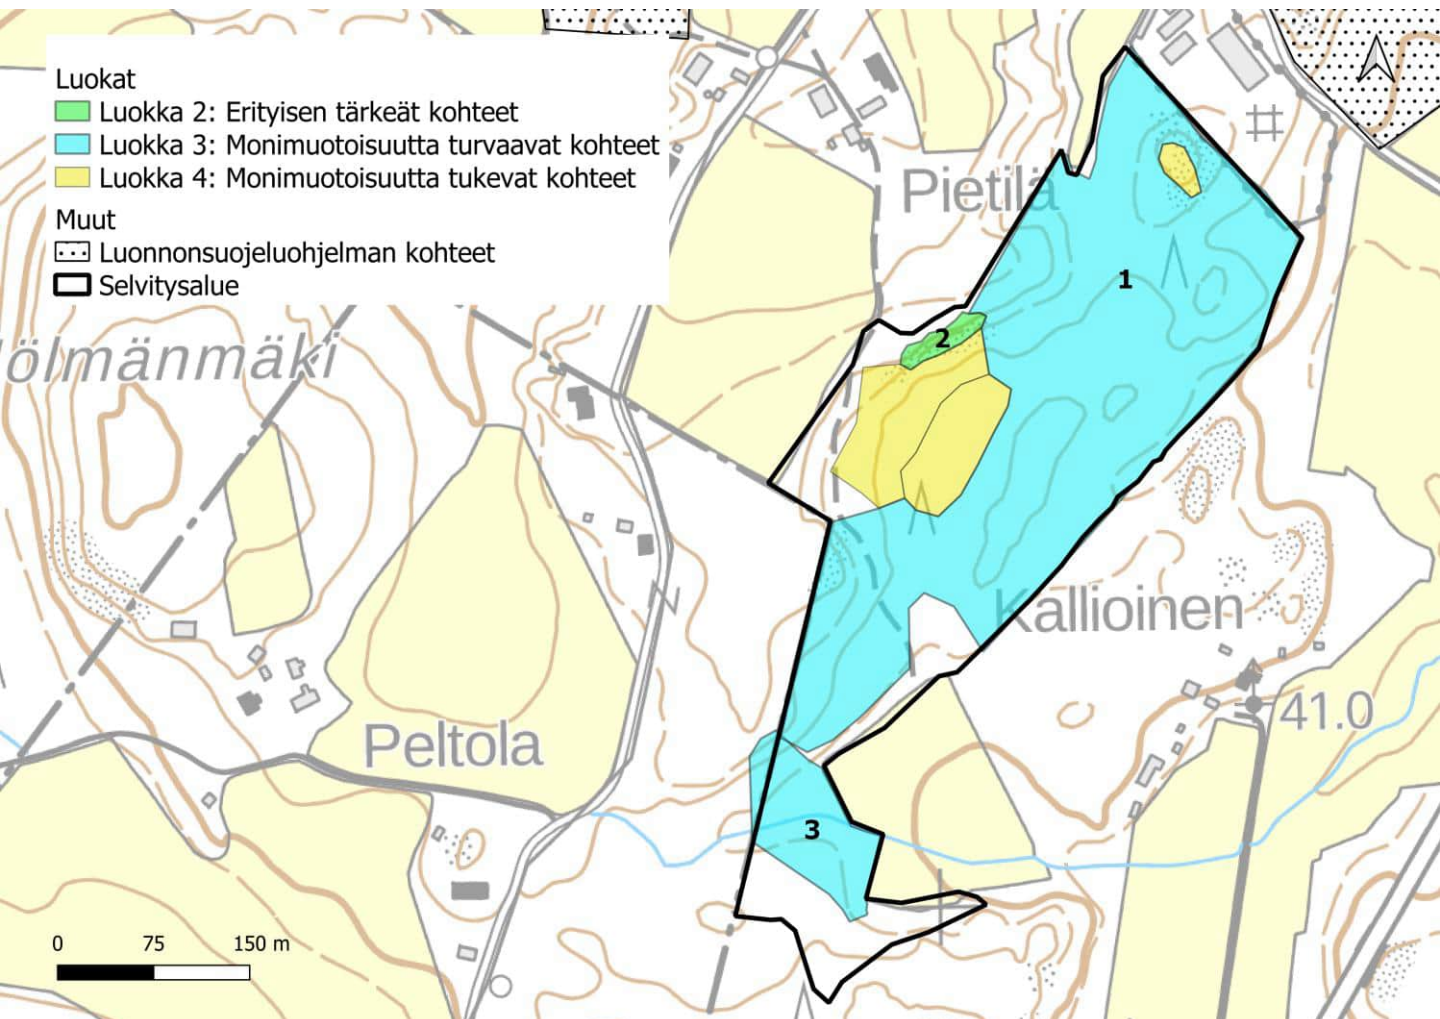 Luokat
Luokka 2: Erityisen tärkeät kohteet
Luokka 3: Monimuotoisuutta turvaavat kohteet
Luokka 4: Monimuotoisuutta tukevat kohteet
Muut
Luonnonsuojeluohjelman kohteet
Selvitysalue
Pietilä
1
2
ölmänmäki
Kallioinen
41.0
Peltola
3
0 75 150 m